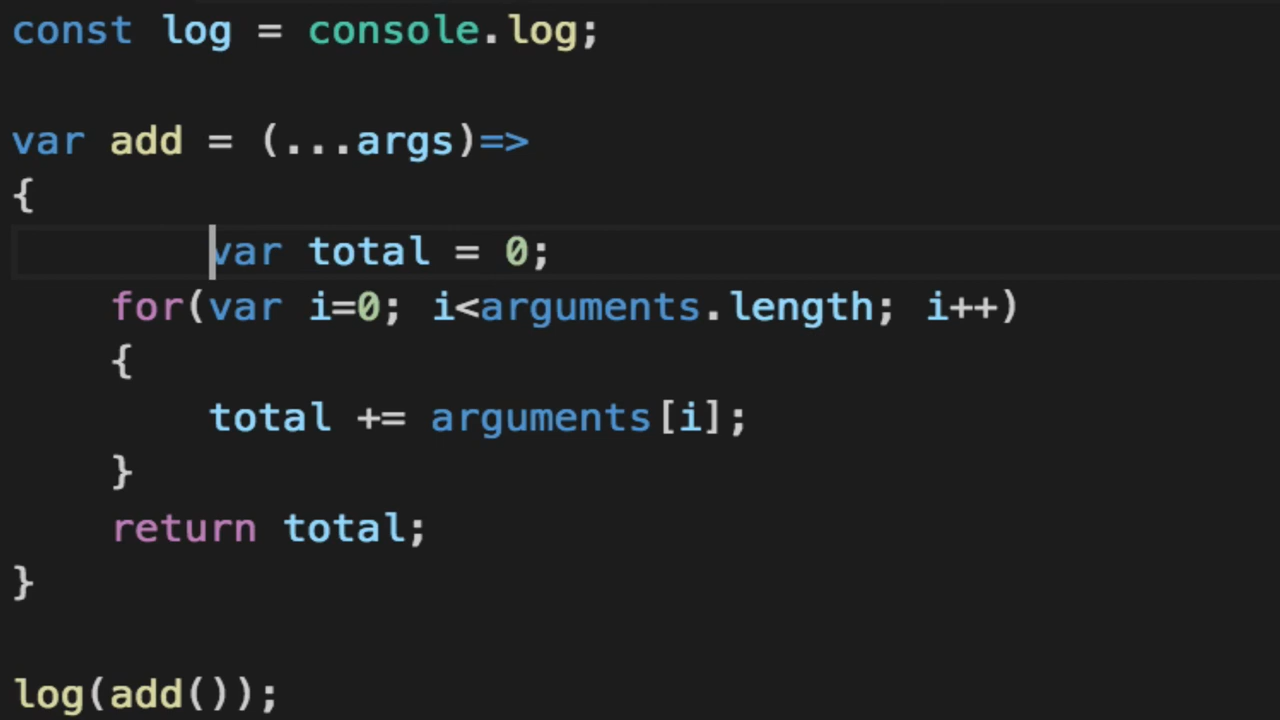 const log = console.log;
var add = (...args)=>
{
var total = 0;
for(var i=0; i<arguments.length; i++)
{
total += arguments[i];
}
return total;
}
log(add());